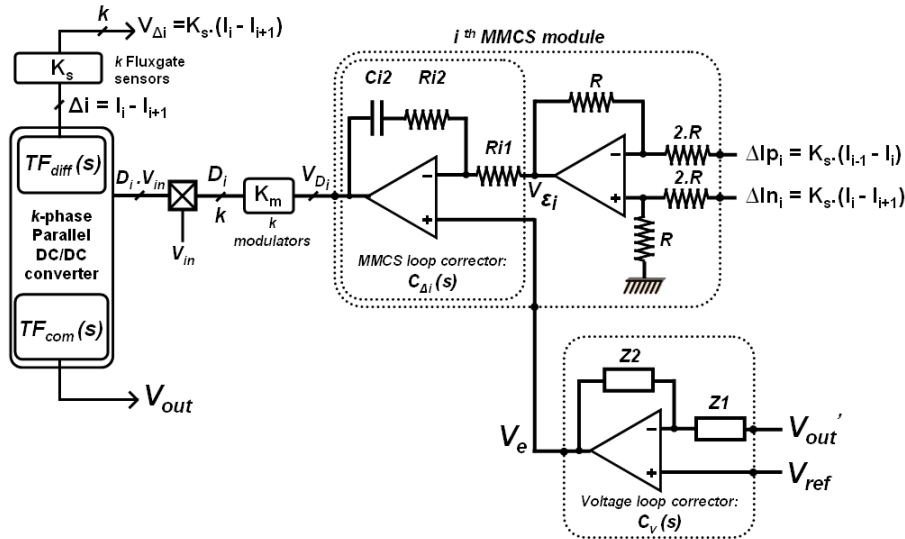 k
V_Δi =K_s.(I_i - I_i+1)
K_s
k Fluxgate
sensors
Δi = I_i - I_i+1
TF_diff(s)
k-phase
Parallel
DC/DC
converter
TF_com(s)
V_out
D_i.V_in
V_in
D_i
k
K_m
k
modulators
V_Di
i th MMCS module
Ci2
Ri2
Ri1
-
+
MMCS loop corrector:
C_Δi(s)
R
V_εi
-
+
2.R
2.R
R
ΔIp_i = K_s.(I_i-1 - I_i)
ΔIn_i = K_s.(I_i - I_i+1)
V_e
Z2
Z1
-
+
V_out'
V_ref
Voltage loop corrector:
C_v(s)